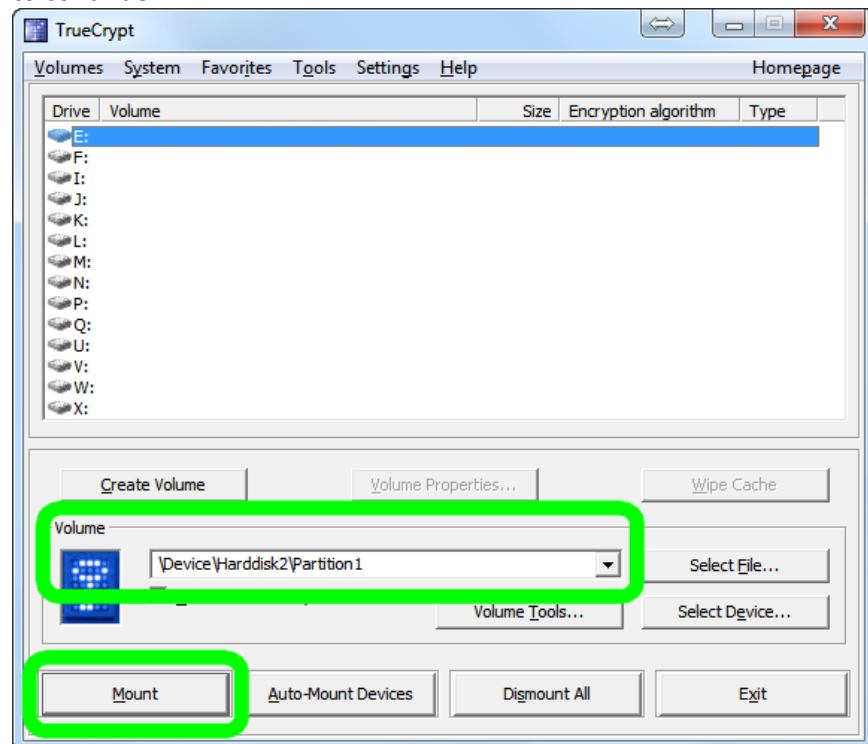 TrueCrypt
Volumes System Favorites Tools Settings Help Homepage
Drive Volume Size Encryption algorithm Type
E:
F:
I:
J:
K:
L:
M:
N:
P:
Q:
U:
V:
W:
X:
Create Volume Volume Properties... Wipe Cache
Volume
\Device\Harddisk2\Partition1 Select File...
Volume Tools... Select Device...
Mount Auto-Mount Devices Dismount All Exit